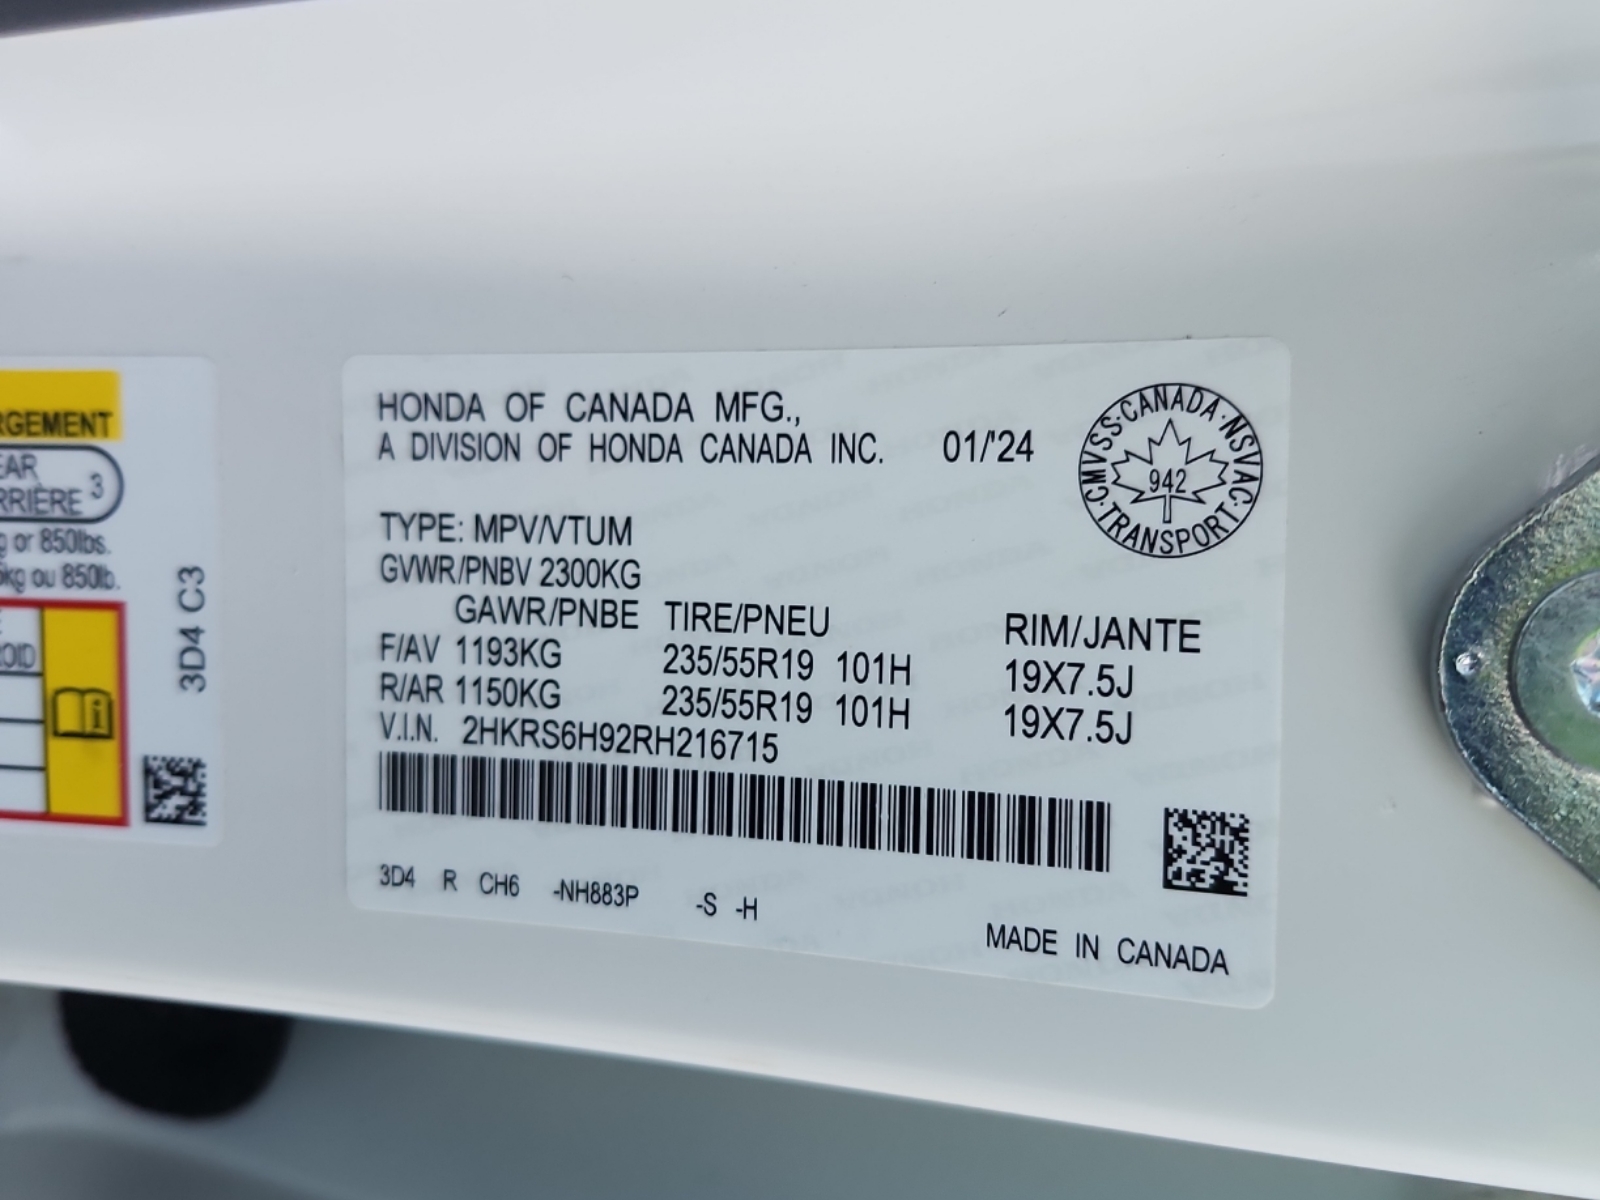 RGEMENT
EAR
RRIÈRE 3
g or 850lbs.
kg ou 850lb.
OID
3D4 C3
HONDA OF CANADA MFG.,
A DIVISION OF HONDA CANADA INC. 01/'24
CMVSS·CANADA·NSVAC·TRANSPORT·
942
TYPE: MPV/VTUM
GVWR/PNBV 2300KG
GAWR/PNBE TIRE/PNEU RIM/JANTE
F/AV 1193KG 235/55R19 101H 19X7.5J
R/AR 1150KG 235/55R19 101H 19X7.5J
V.I.N. 2HKRS6H92RH216715
3D4 R CH6 -NH883P -S -H
MADE IN CANADA